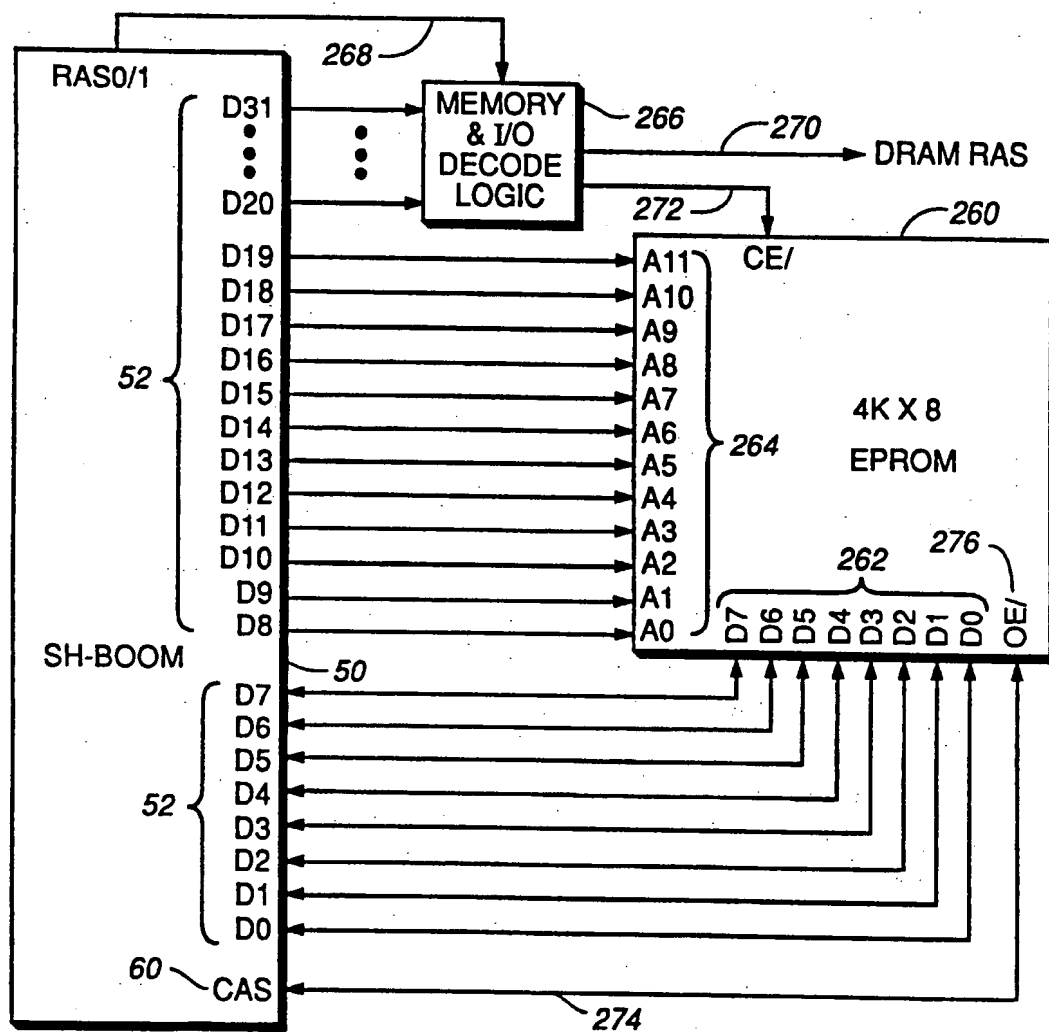 268
RAS0/1
D31
D20
MEMORY
& I/O
DECODE
LOGIC
266
270
DRAM RAS
272
260
CE/
D19
D18
D17
D16
D15
D14
D13
D12
D11
D10
D9
D8
52
A11
A10
A9
A8
A7
A6
A5
A4
A3
A2
A1
A0
264
4K X 8
EPROM
262
276
D7
D6
D5
D4
D3
D2
D1
D0
OE/
SH-BOOM
50
D7
D6
D5
D4
D3
D2
D1
D0
52
60
CAS
274